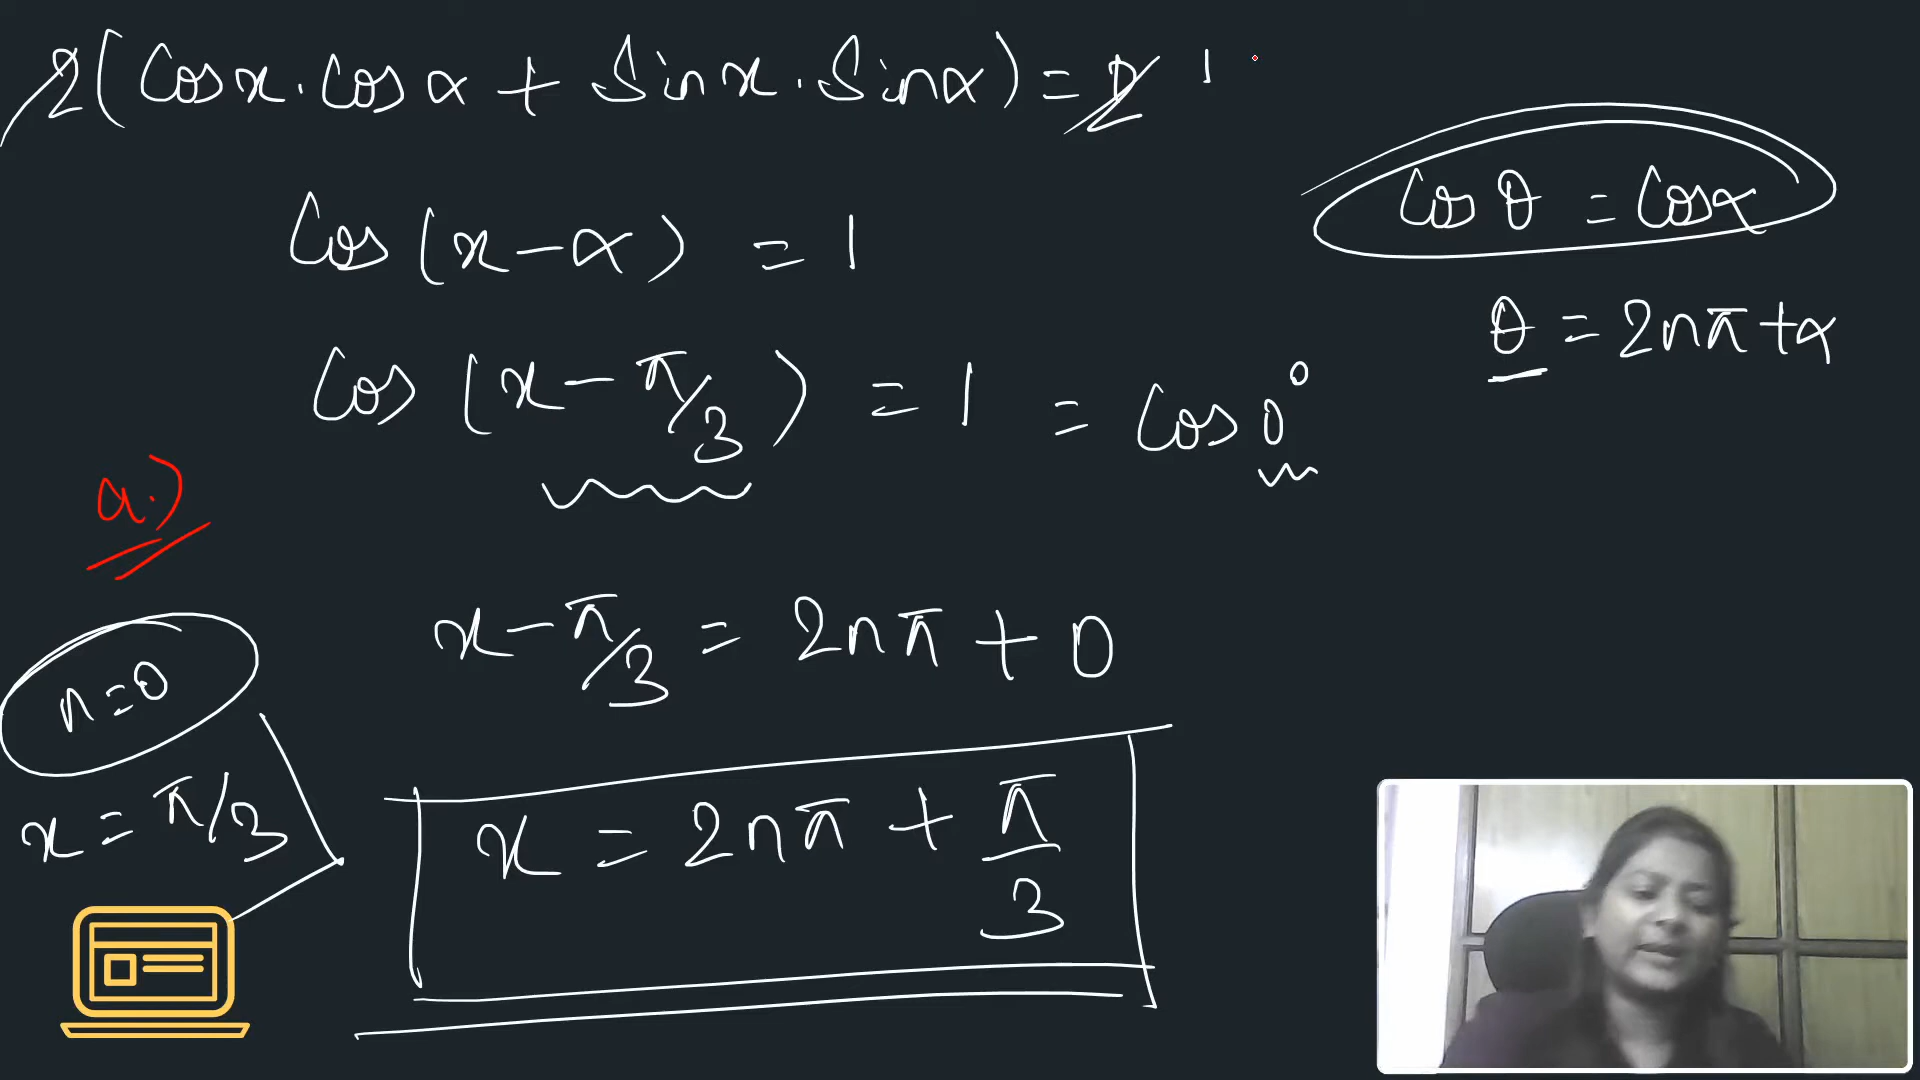 2(Cosx.Cosα + Sinx.Sinα) = 2 1
Cos(x-α) = 1
Cosθ = Cosα
θ = 2nπ+α
Cos(x-π/3) = 1 = Cos0°
a.)
x-π/3 = 2nπ + 0
n=0
x = π/3
x = 2nπ + π/3